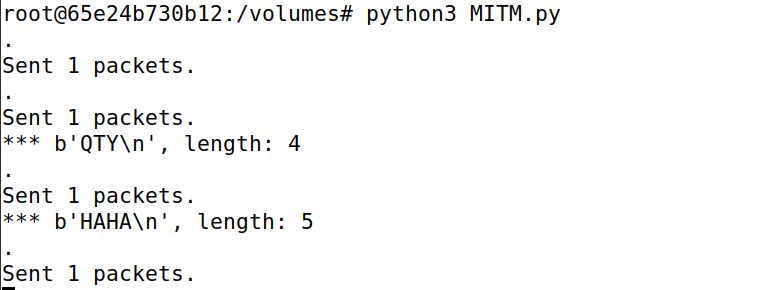 root@65e24b730b12:/volumes# python3 MITM.py
.
Sent 1 packets.
.
Sent 1 packets.
*** b'QTY\n', length: 4
.
Sent 1 packets.
*** b'HAHA\n', length: 5
.
Sent 1 packets.